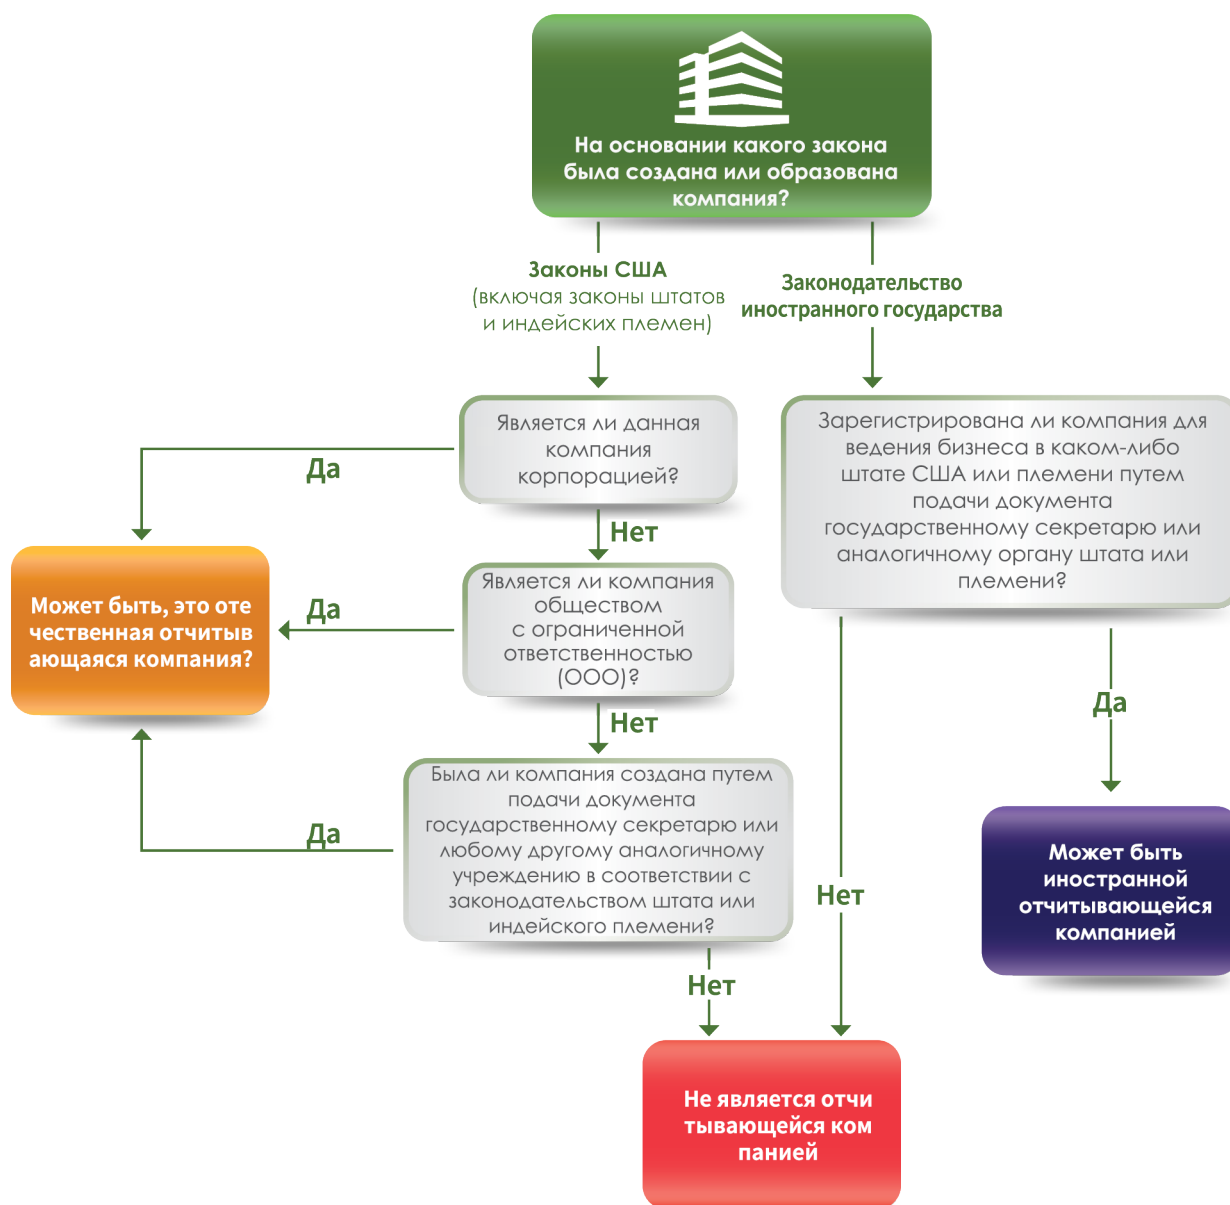 На основании какого закона
была создана или образована
компания?
Законы США
(включая законы штатов
и индейских племен)
Законодательство
иностранного государства
Является ли данная
компания
корпорацией?
Да
Нет
Зарегистрирована ли компания для
ведения бизнеса в каком-либо
штате США или племени путем
подачи документа
государственному секретарю или
аналогичному органу штата или
племени?
Может быть, это оте
чественная отчитыв
ающаяся компания?
Да
Является ли компания
обществом
с ограниченной
ответственностью
(ООО)?
Нет
Да
Была ли компания создана путем
подачи документа
государственному секретарю или
любому другому аналогичному
учреждению в соответствии с
законодательством штата или
индейского племени?
Да
Нет
Может быть
иностранной
отчитывающейся
компанией
Нет
Не является отчи
тывающейся ком
панией